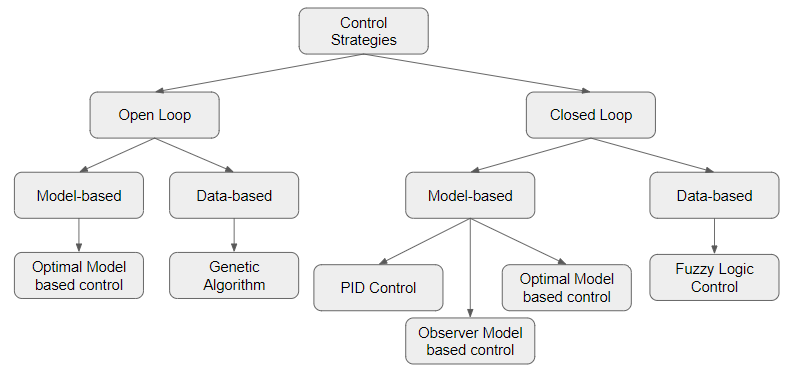 Control
Strategies
Open Loop
Closed Loop
Model-based
Data-based
Model-based
Data-based
Optimal Model
based control
Genetic
Algorithm
PID Control
Observer Model
based control
Optimal Model
based control
Fuzzy Logic
Control